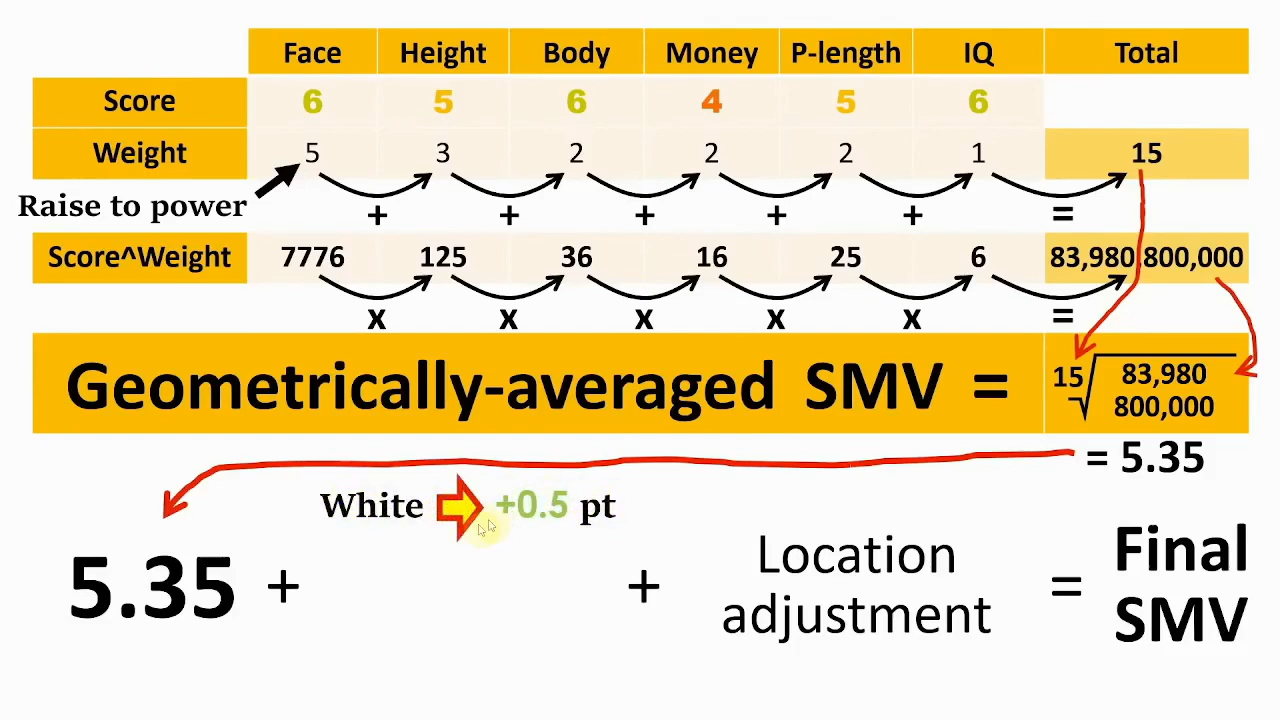 Face Height Body Money P-length IQ Total
Score 6 5 6 4 5 6
Weight 5 3 2 2 2 1 15
Raise to power
+ + + + + =
Score^Weight 7776 125 36 16 25 6 83,980,800,000
x x x x x =
Geometrically-averaged SMV = 15√ 83,980
800,000
= 5.35
White +0.5 pt
5.35 + + Location
adjustment = Final
SMV